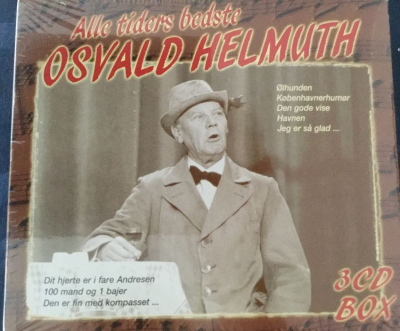 Alle tiders bedste
OSVALD HELMUTH
Ølhunden
Københavnerhumør
Den gode vise
Havnen
Jeg er så glad ...
Dit hjerte er i fare Andresen
100 mand og 1 bajer
Den er fin med kompasset ...
3CD
BOX